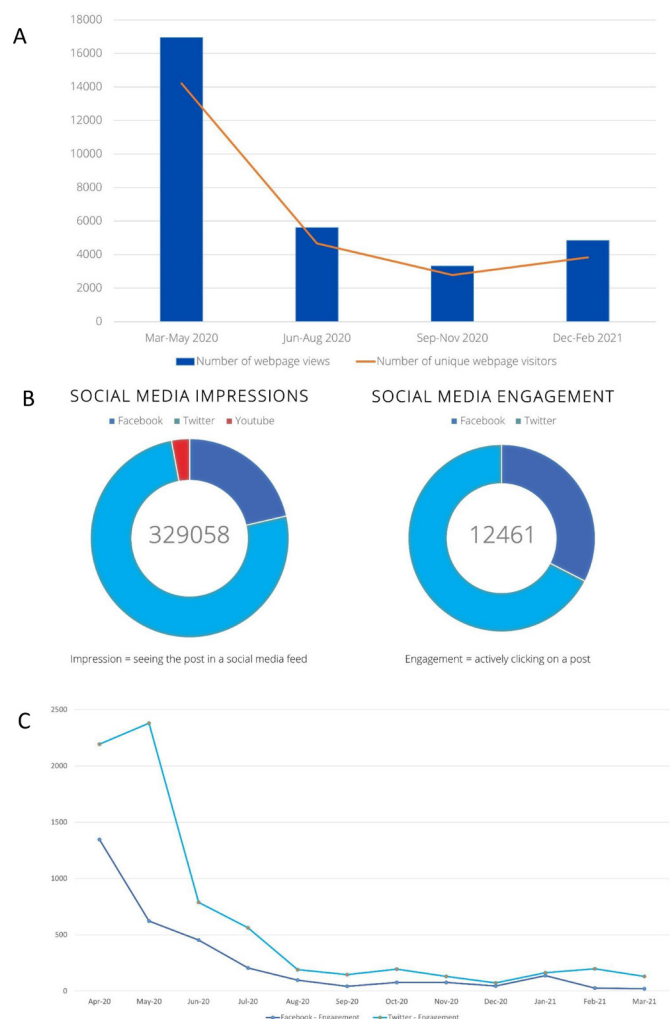 A
18000
16000
14000
12000
10000
8000
6000
4000
2000
0
Mar-May 2020 Jun-Aug 2020 Sep-Nov 2020 Dec-Feb 2021
Number of webpage views Number of unique webpage visitors
B
SOCIAL MEDIA IMPRESSIONS SOCIAL MEDIA ENGAGEMENT
Facebook Twitter Youtube Facebook Twitter
329058 12461
Impression = seeing the post in a social media feed Engagement = actively clicking on a post
C
2500
2000
1500
1000
500
0
Apr-20 May-20 Jun-20 Jul-20 Aug-20 Sep-20 Oct-20 Nov-20 Dec-20 Jan-21 Feb-21 Mar-21
Facebook - Engagement Twitter - Engagement